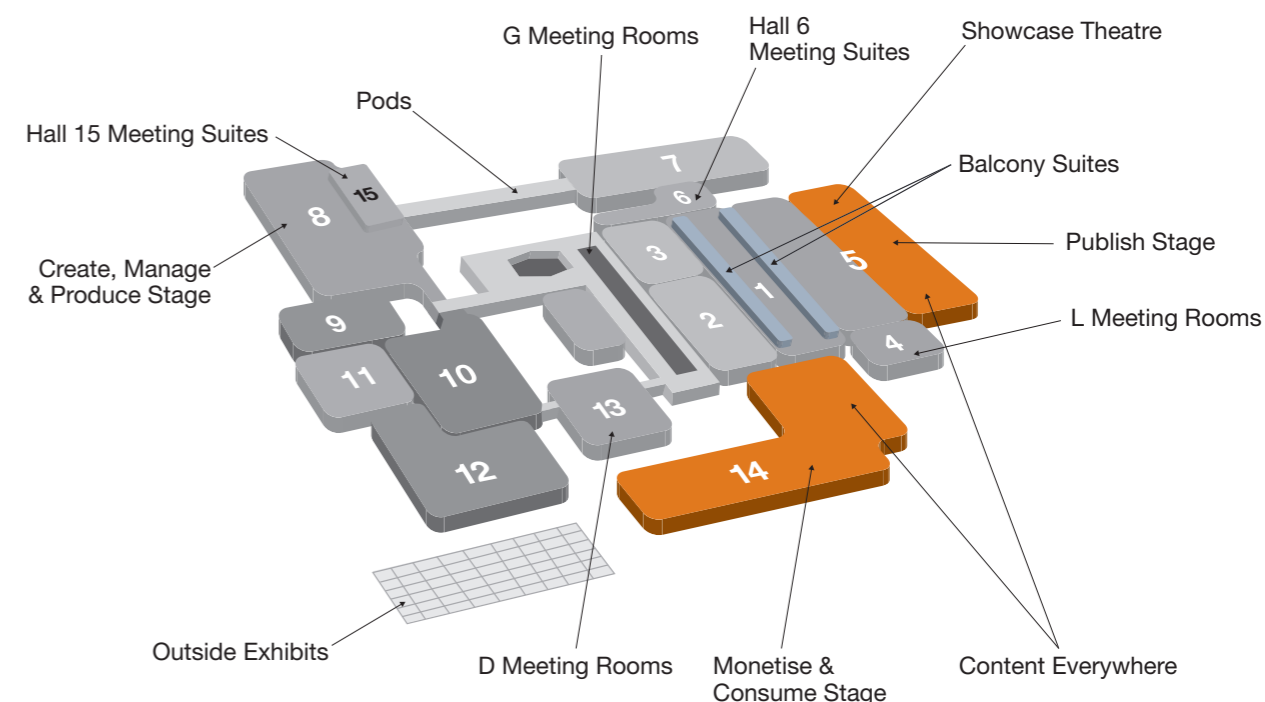 G Meeting Rooms
Hall 6
Meeting Suites
Showcase Theatre
Pods
Hall 15 Meeting Suites
Balcony Suites
Publish Stage
Create, Manage
& Produce Stage
L Meeting Rooms
7
15
6
8
3
5
1
9
2
4
11
10
13
12
14
Outside Exhibits
D Meeting Rooms
Monetise &
Consume Stage
Content Everywhere